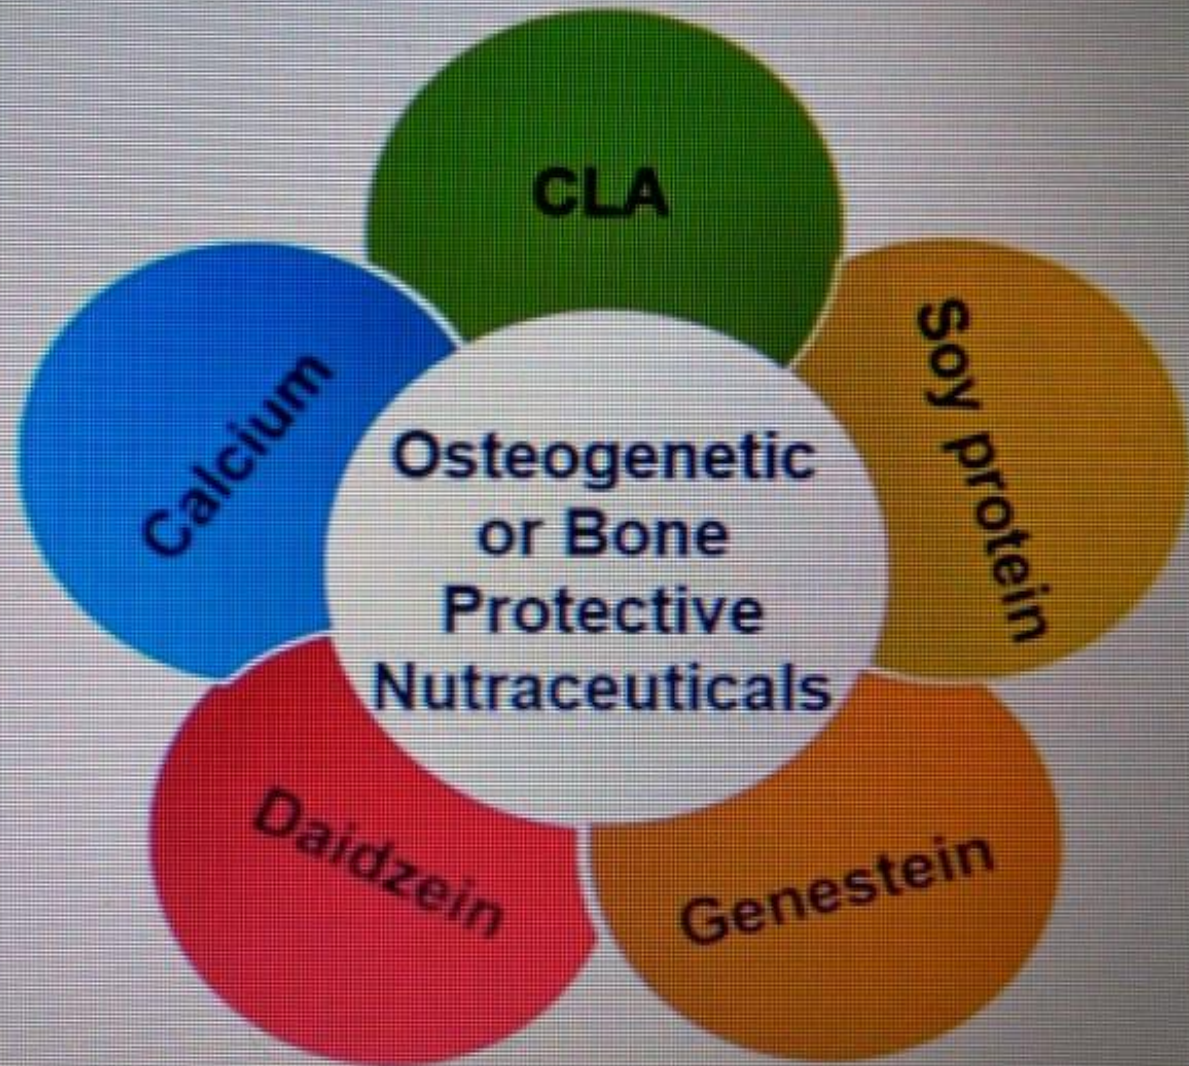 CLA
Soy protein
Genestein
Daidzein
Calcium
Osteogenetic
or Bone
Protective
Nutraceuticals